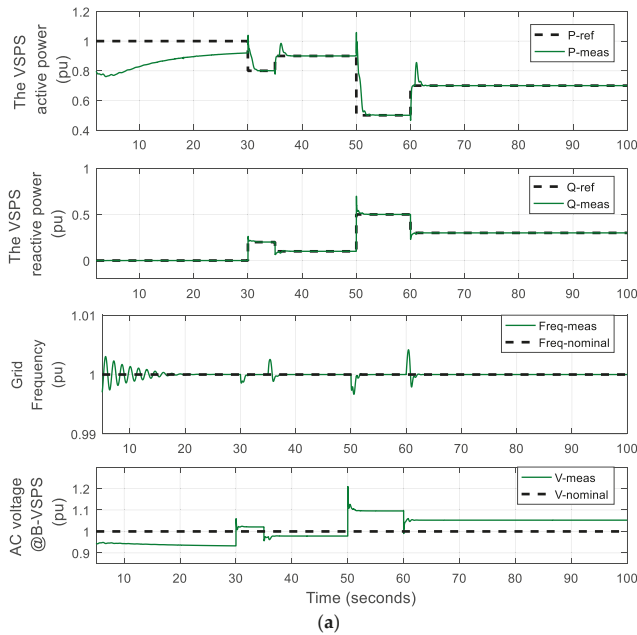 The VSPS
active power
(pu)
1.2
1
0.8
0.6
0.4
P-ref
P-meas
10 20 30 40 50 60 70 80 90 100
The VSPS
reactive power
(pu)
1
0.5
0
Q-ref
Q-meas
10 20 30 40 50 60 70 80 90 100
Grid
Frequency
(pu)
1.01
1
0.99
Freq-meas
Freq-nominal
10 20 30 40 50 60 70 80 90 100
AC voltage
@B-VSPS
(pu)
1.2
1.1
1
0.9
V-meas
V-nominal
10 20 30 40 50 60 70 80 90 100
Time (seconds)
(a)